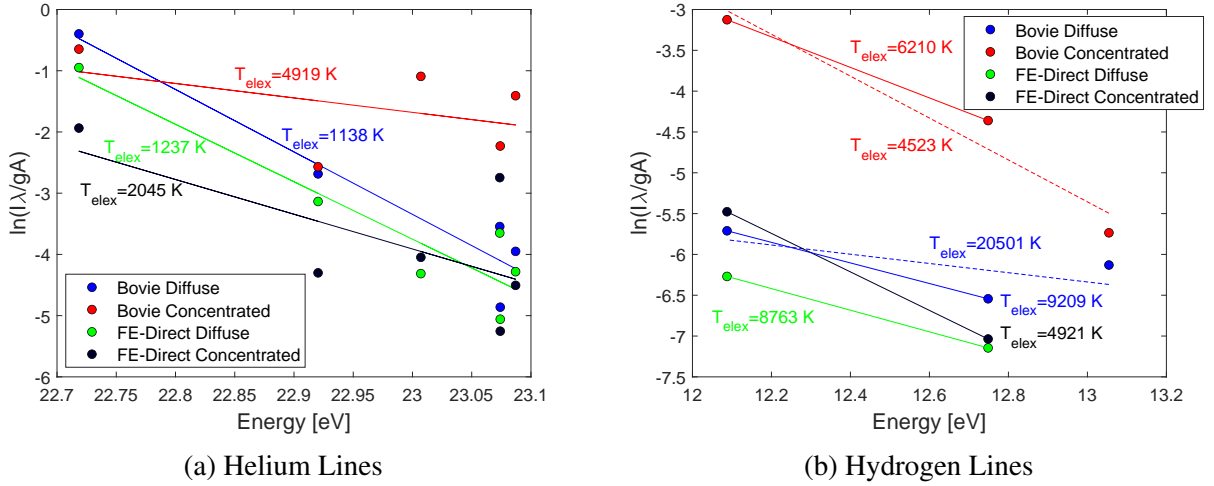 0
-1
-2
-3
-4
-5
-6
ln(Iλ/gA)
T_elex=4919 K
T_elex=1138 K
T_elex=1237 K
T_elex=2045 K
Bovie Diffuse
Bovie Concentrated
FE-Direct Diffuse
FE-Direct Concentrated
22.7 22.75 22.8 22.85 22.9 22.95 23 23.05 23.1
Energy [eV]
(a) Helium Lines
-3
-3.5
-4
-4.5
-5
-5.5
-6
-6.5
-7
-7.5
ln(Iλ/gA)
Bovie Diffuse
Bovie Concentrated
FE-Direct Diffuse
FE-Direct Concentrated
T_elex=6210 K
T_elex=4523 K
T_elex=20501 K
T_elex=9209 K
T_elex=8763 K
T_elex=4921 K
12 12.2 12.4 12.6 12.8 13 13.2
Energy [eV]
(b) Hydrogen Lines